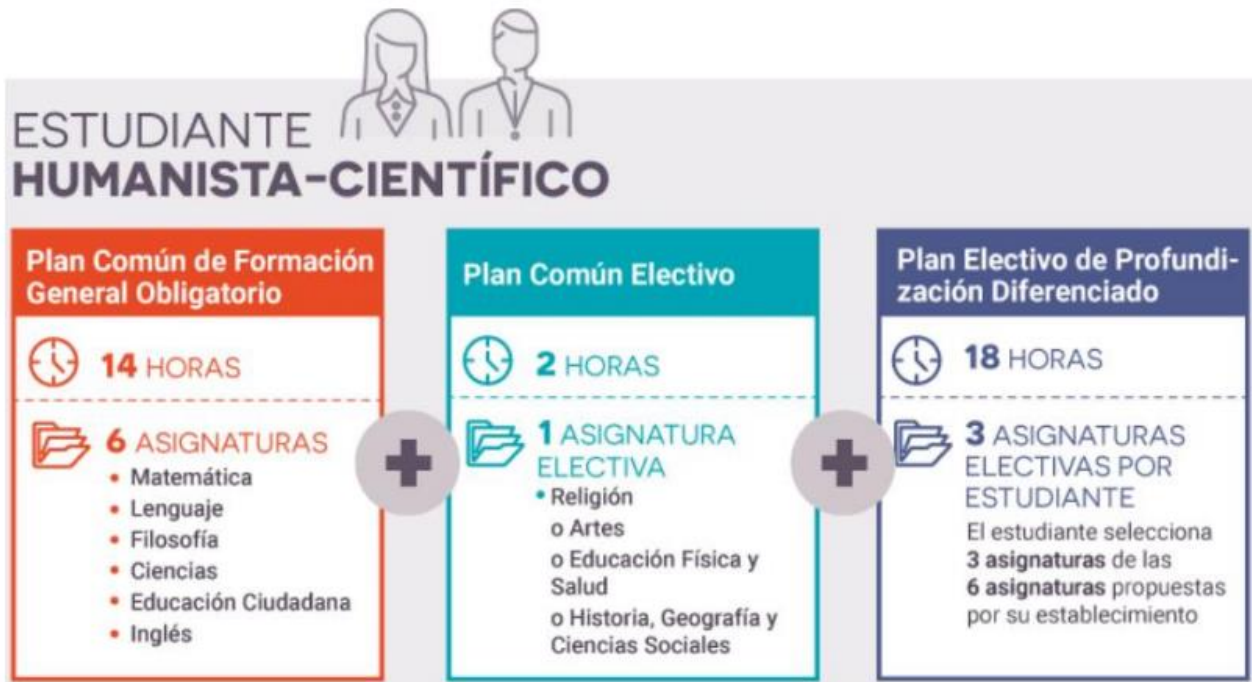 ESTUDIANTE
HUMANISTA-CIENTÍFICO
Plan Común de Formación
General Obligatorio
14 HORAS
6 ASIGNATURAS
• Matemática
• Lenguaje
• Filosofía
• Ciencias
• Educación Ciudadana
• Inglés
+
Plan Común Electivo
2 HORAS
1 ASIGNATURA
ELECTIVA
• Religión
o Artes
o Educación Física y
Salud
o Historia, Geografía y
Ciencias Sociales
+
Plan Electivo de Profundi-
zación Diferenciado
18 HORAS
3 ASIGNATURAS
ELECTIVAS POR
ESTUDIANTE
El estudiante selecciona
3 asignaturas de las
6 asignaturas propuestas
por su establecimiento